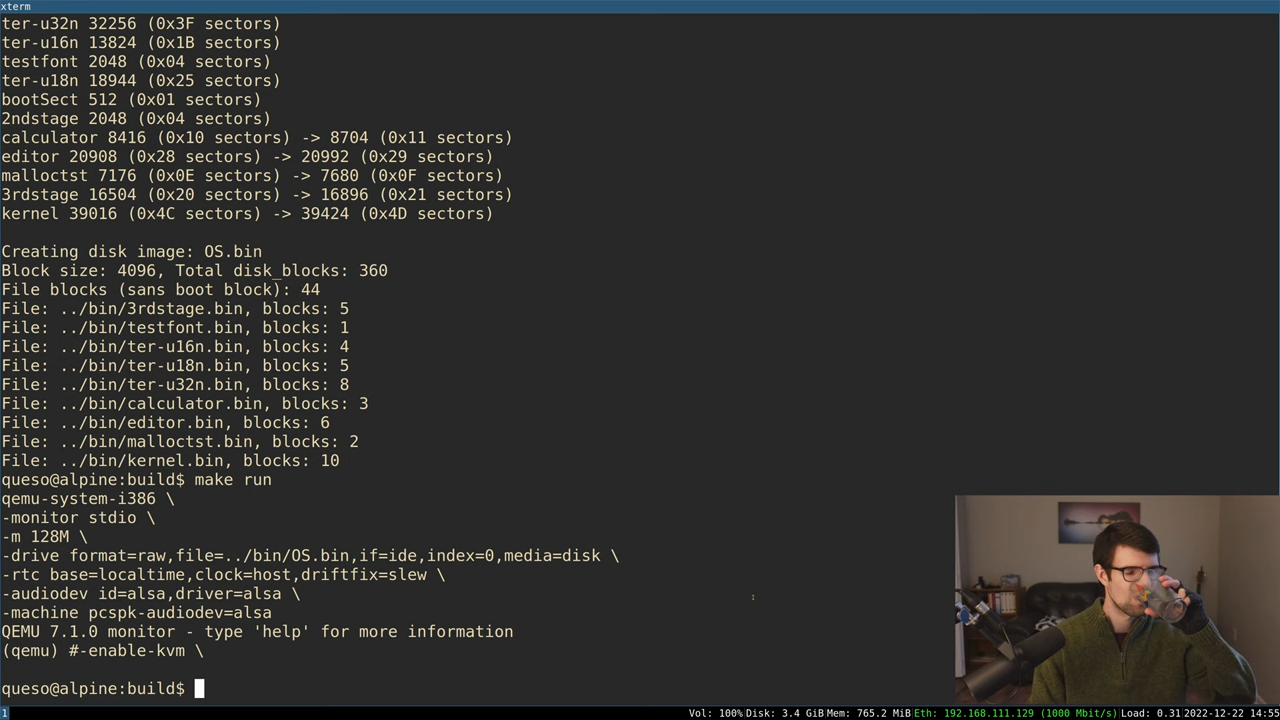 xterm
ter-u32n 32256 (0x3F sectors)
ter-u16n 13824 (0x1B sectors)
testfont 2048 (0x04 sectors)
ter-u18n 18944 (0x25 sectors)
bootSect 512 (0x01 sectors)
2ndstage 2048 (0x04 sectors)
calculator 8416 (0x10 sectors) -> 8704 (0x11 sectors)
editor 20908 (0x28 sectors) -> 20992 (0x29 sectors)
malloctst 7176 (0x0E sectors) -> 7680 (0x0F sectors)
3rdstage 16504 (0x20 sectors) -> 16896 (0x21 sectors)
kernel 39016 (0x4C sectors) -> 39424 (0x4D sectors)
Creating disk image: OS.bin
Block size: 4096, Total disk_blocks: 360
File blocks (sans boot block): 44
File: ../bin/3rdstage.bin, blocks: 5
File: ../bin/testfont.bin, blocks: 1
File: ../bin/ter-u16n.bin, blocks: 4
File: ../bin/ter-u18n.bin, blocks: 5
File: ../bin/ter-u32n.bin, blocks: 8
File: ../bin/calculator.bin, blocks: 3
File: ../bin/editor.bin, blocks: 6
File: ../bin/malloctst.bin, blocks: 2
File: ../bin/kernel.bin, blocks: 10
queso@alpine:build$ make run
qemu-system-i386 \
-monitor stdio \
-m 128M \
-drive format=raw,file=../bin/OS.bin,if=ide,index=0,media=disk \
-rtc base=localtime,clock=host,driftfix=slew \
-audiodev id=alsa,driver=alsa \
-machine pcspk-audiodev=alsa
QEMU 7.1.0 monitor - type 'help' for more information
(qemu) #-enable-kvm \
queso@alpine:build$
1 Vol: 100%|Disk: 3.4 GiB|Mem: 765.2 MiB|Eth: 192.168.111.129 (1000 Mbit/s)|Load: 0.31|2022-12-22 14:55